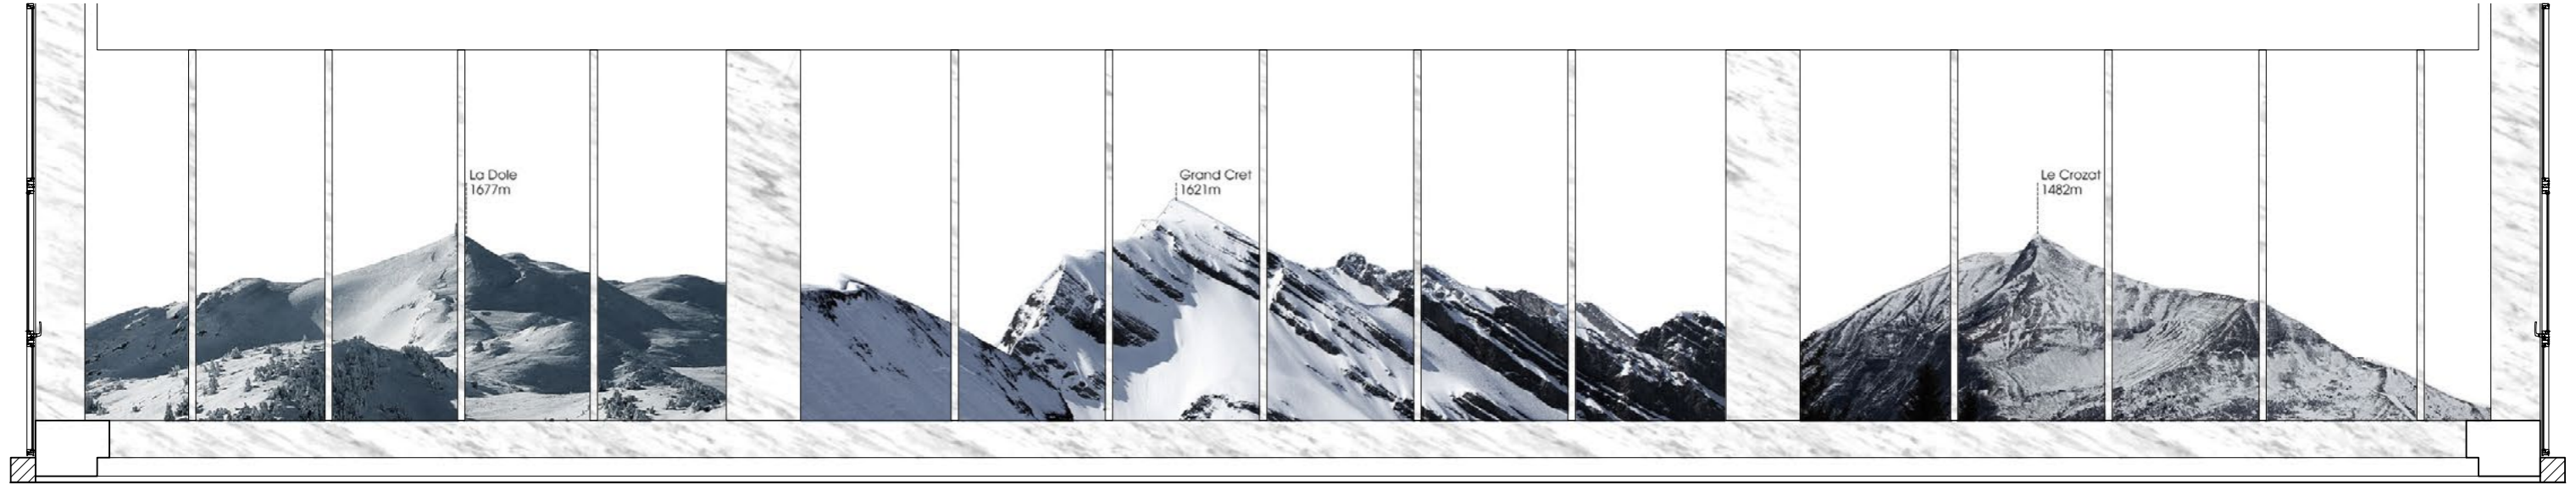 La Dole
1677m
Grand Cret
1621m
Le Crozat
1482m